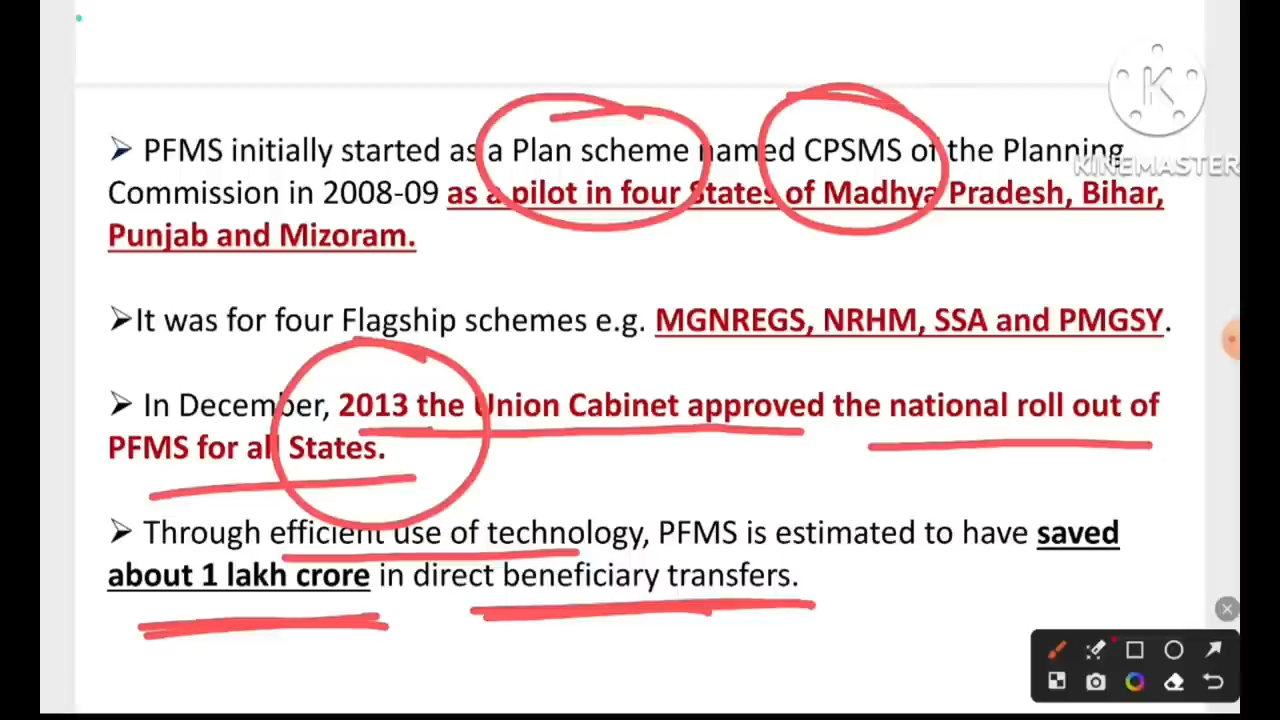 KINEMASTER
➤ PFMS initially started as a Plan scheme named CPSMS of the Planning
Commission in 2008-09 as a pilot in four States of Madhya Pradesh, Bihar,
Punjab and Mizoram.
➤It was for four Flagship schemes e.g. MGNREGS, NRHM, SSA and PMGSY.
➤ In December, 2013 the Union Cabinet approved the national roll out of
PFMS for all States.
➤ Through efficient use of technology, PFMS is estimated to have saved
about 1 lakh crore in direct beneficiary transfers.